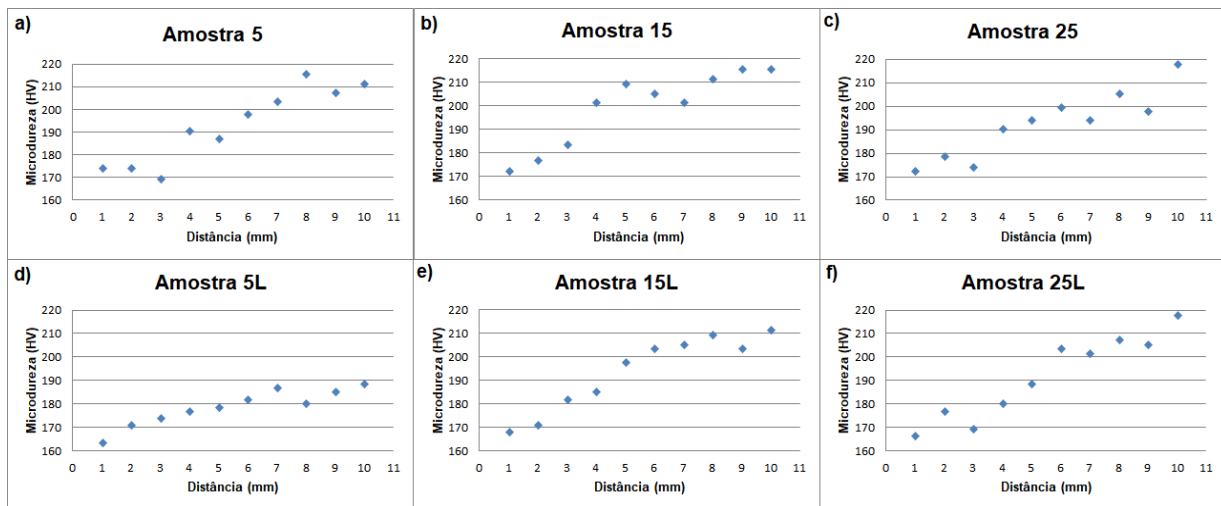 a)
Amostra 5
Microdureza (HV)
220
210
200
190
180
170
160
0 1 2 3 4 5 6 7 8 9 10 11
Distância (mm)
b)
Amostra 15
Microdureza (HV)
220
210
200
190
180
170
160
0 1 2 3 4 5 6 7 8 9 10 11
Distância (mm)
c)
Amostra 25
Microdureza (HV)
220
210
200
190
180
170
160
0 1 2 3 4 5 6 7 8 9 10 11
Distância (mm)
d)
Amostra 5L
Microdureza (HV)
220
210
200
190
180
170
160
0 1 2 3 4 5 6 7 8 9 10 11
Distância (mm)
e)
Amostra 15L
Microdureza (HV)
220
210
200
190
180
170
160
0 1 2 3 4 5 6 7 8 9 10 11
Distância (mm)
f)
Amostra 25L
Microdureza (HV)
220
210
200
190
180
170
160
0 1 2 3 4 5 6 7 8 9 10 11
Distância (mm)